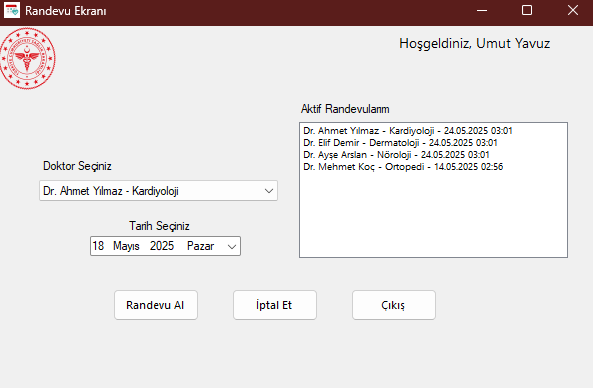 Randevu Ekranı
Hoşgeldiniz, Umut Yavuz
Aktif Randevularım
Dr. Ahmet Yılmaz - Kardiyoloji - 24.05.2025 03:01
Dr. Elif Demir - Dermatoloji - 24.05.2025 03:01
Dr. Ayşe Arslan - Nöroloji - 24.05.2025 03:01
Dr. Mehmet Koç - Ortopedi - 14.05.2025 02:56
Doktor Seçiniz
Dr. Ahmet Yılmaz - Kardiyoloji
Tarih Seçiniz
18 Mayıs 2025 Pazar
Randevu Al
İptal Et
Çıkış